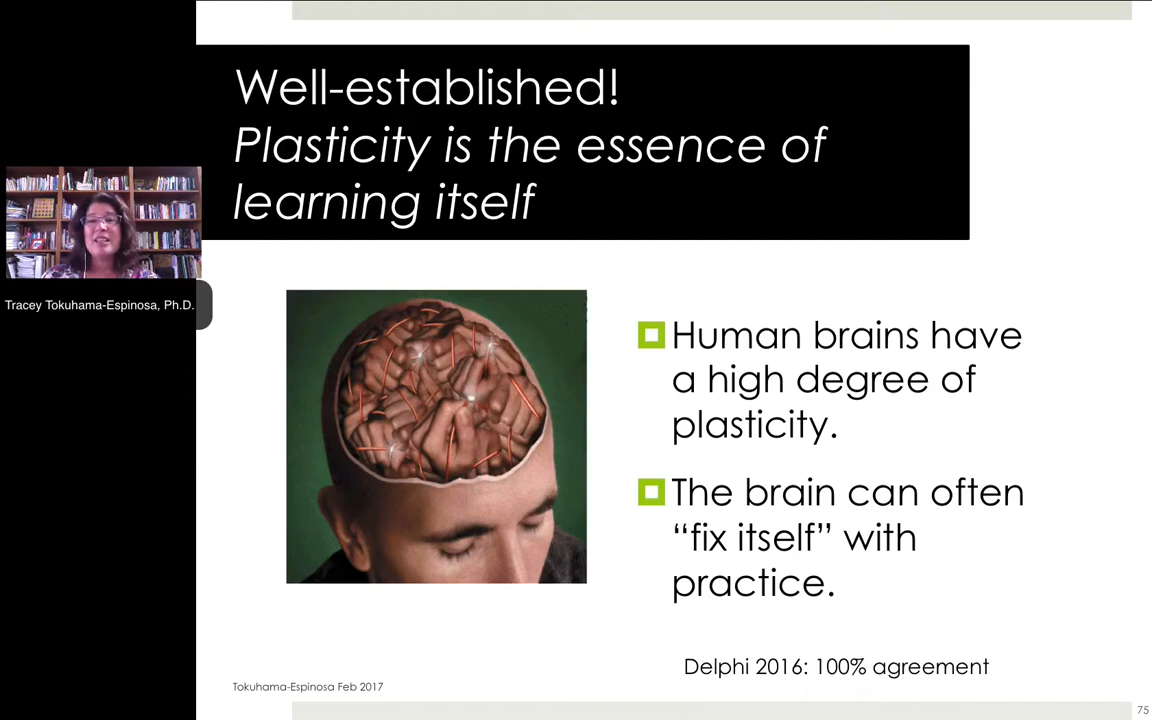 Well-established!
Plasticity is the essence of
learning itself
Tracey Tokuhama-Espinosa, Ph.D.
Human brains have
a high degree of
plasticity.
The brain can often
“fix itself” with
practice.
Delphi 2016: 100% agreement
Tokuhama-Espinosa Feb 2017
75